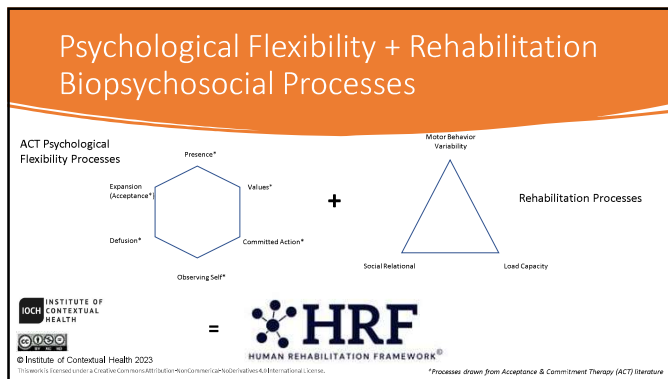 Psychological Flexibility + Rehabilitation
Biopsychosocial Processes
ACT Psychological
Flexibility Processes
Presence*
Expansion
(Acceptance*)
Values*
Defusion*
Committed Action*
Observing Self*
+
Motor Behavior
Variability
Rehabilitation Processes
Social Relational
Load Capacity
IOCH
INSTITUTE OF
CONTEXTUAL
HEALTH
=
HRF
HUMAN REHABILITATION FRAMEWORK©
© Institute of Contextual Health 2023
This work is licensed under a Creative Commons Attribution-NonCommerical-NoDerivatives 4.0 International License.
*Processes drawn from Acceptance & Commitment Therapy (ACT) literature